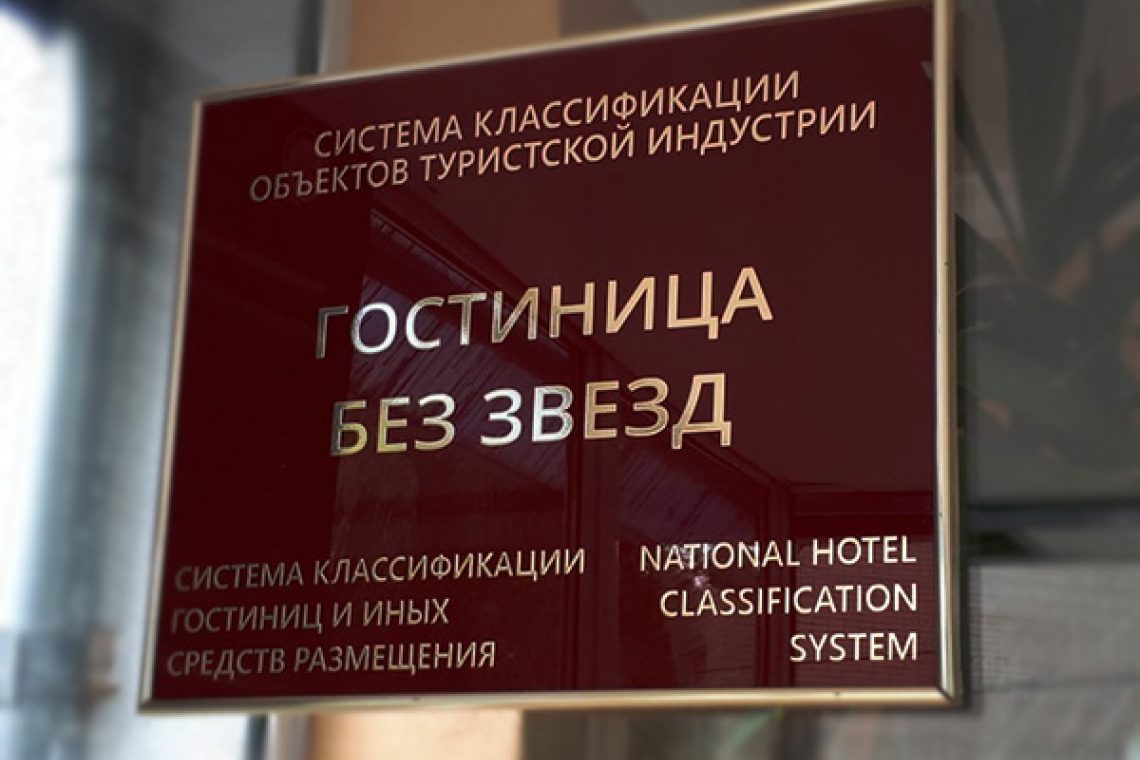 СИСТЕМА КЛАССИФИКАЦИИ
ОБЪЕКТОВ ТУРИСТСКОЙ ИНДУСТРИИ
ГОСТИНИЦА
БЕЗ ЗВЕЗД
СИСТЕМА КЛАССИФИКАЦИИ
ГОСТИНИЦ И ИНЫХ
СРЕДСТВ РАЗМЕЩЕНИЯ
NATIONAL HOTEL
CLASSIFICATION
SYSTEM